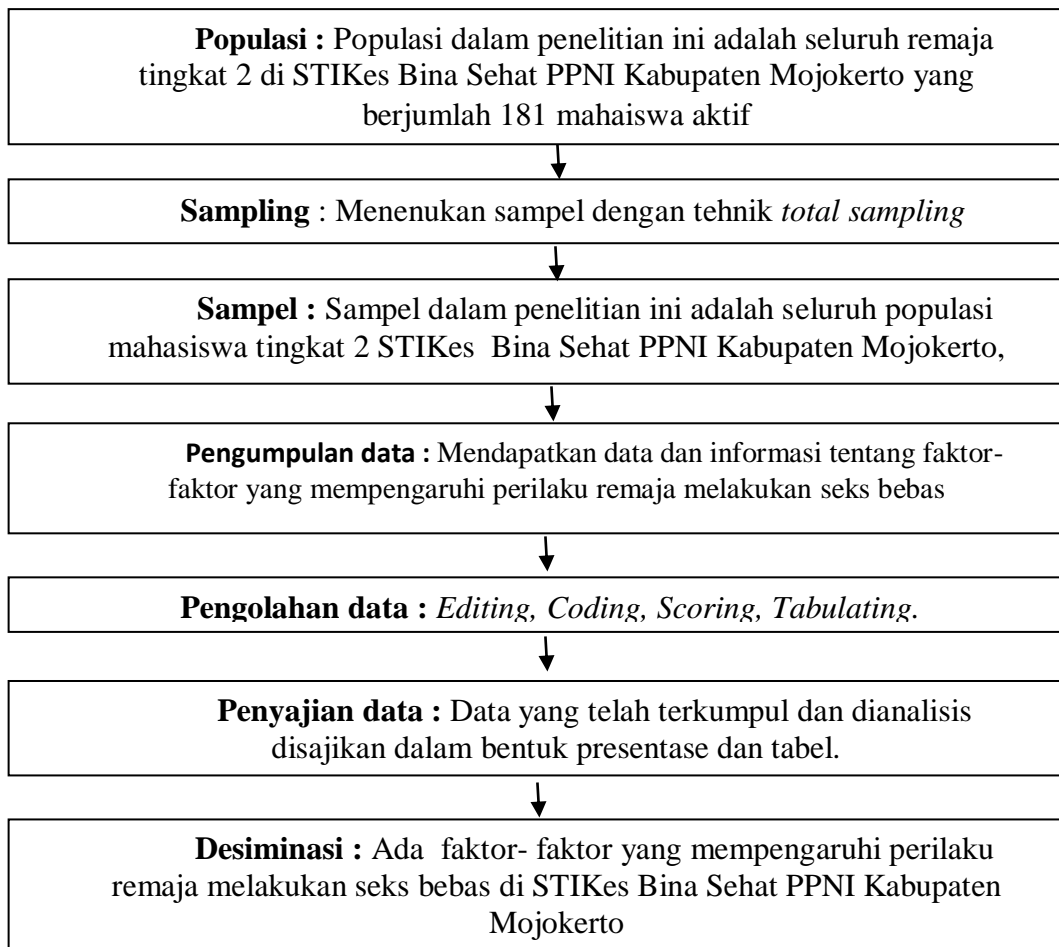 Populasi : Populasi dalam penelitian ini adalah seluruh remaja
tingkat 2 di STIKes Bina Sehat PPNI Kabupaten Mojokerto yang
berjumlah 181 mahaiswa aktif
Sampling : Menenukan sampel dengan tehnik total sampling
Sampel : Sampel dalam penelitian ini adalah seluruh populasi
mahasiswa tingkat 2 STIKes Bina Sehat PPNI Kabupaten Mojokerto,
Pengumpulan data : Mendapatkan data dan informasi tentang faktor-
faktor yang mempengaruhi perilaku remaja melakukan seks bebas
Pengolahan data : Editing, Coding, Scoring, Tabulating.
Penyajian data : Data yang telah terkumpul dan dianalisis
disajikan dalam bentuk presentase dan tabel.
Desiminasi : Ada faktor- faktor yang mempengaruhi perilaku
remaja melakukan seks bebas di STIKes Bina Sehat PPNI Kabupaten
Mojokerto